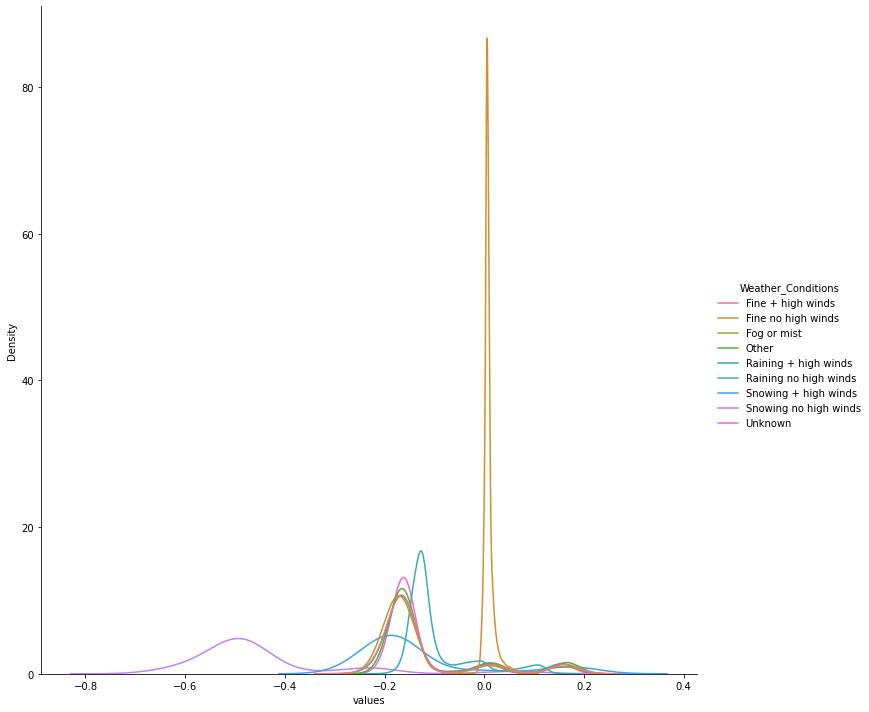 80
60
40
20
0
Density
−0.8
−0.6
−0.4
−0.2
0.0
0.2
0.4
values
Weather_Conditions
Fine + high winds
Fine no high winds
Fog or mist
Other
Raining + high winds
Raining no high winds
Snowing + high winds
Snowing no high winds
Unknown